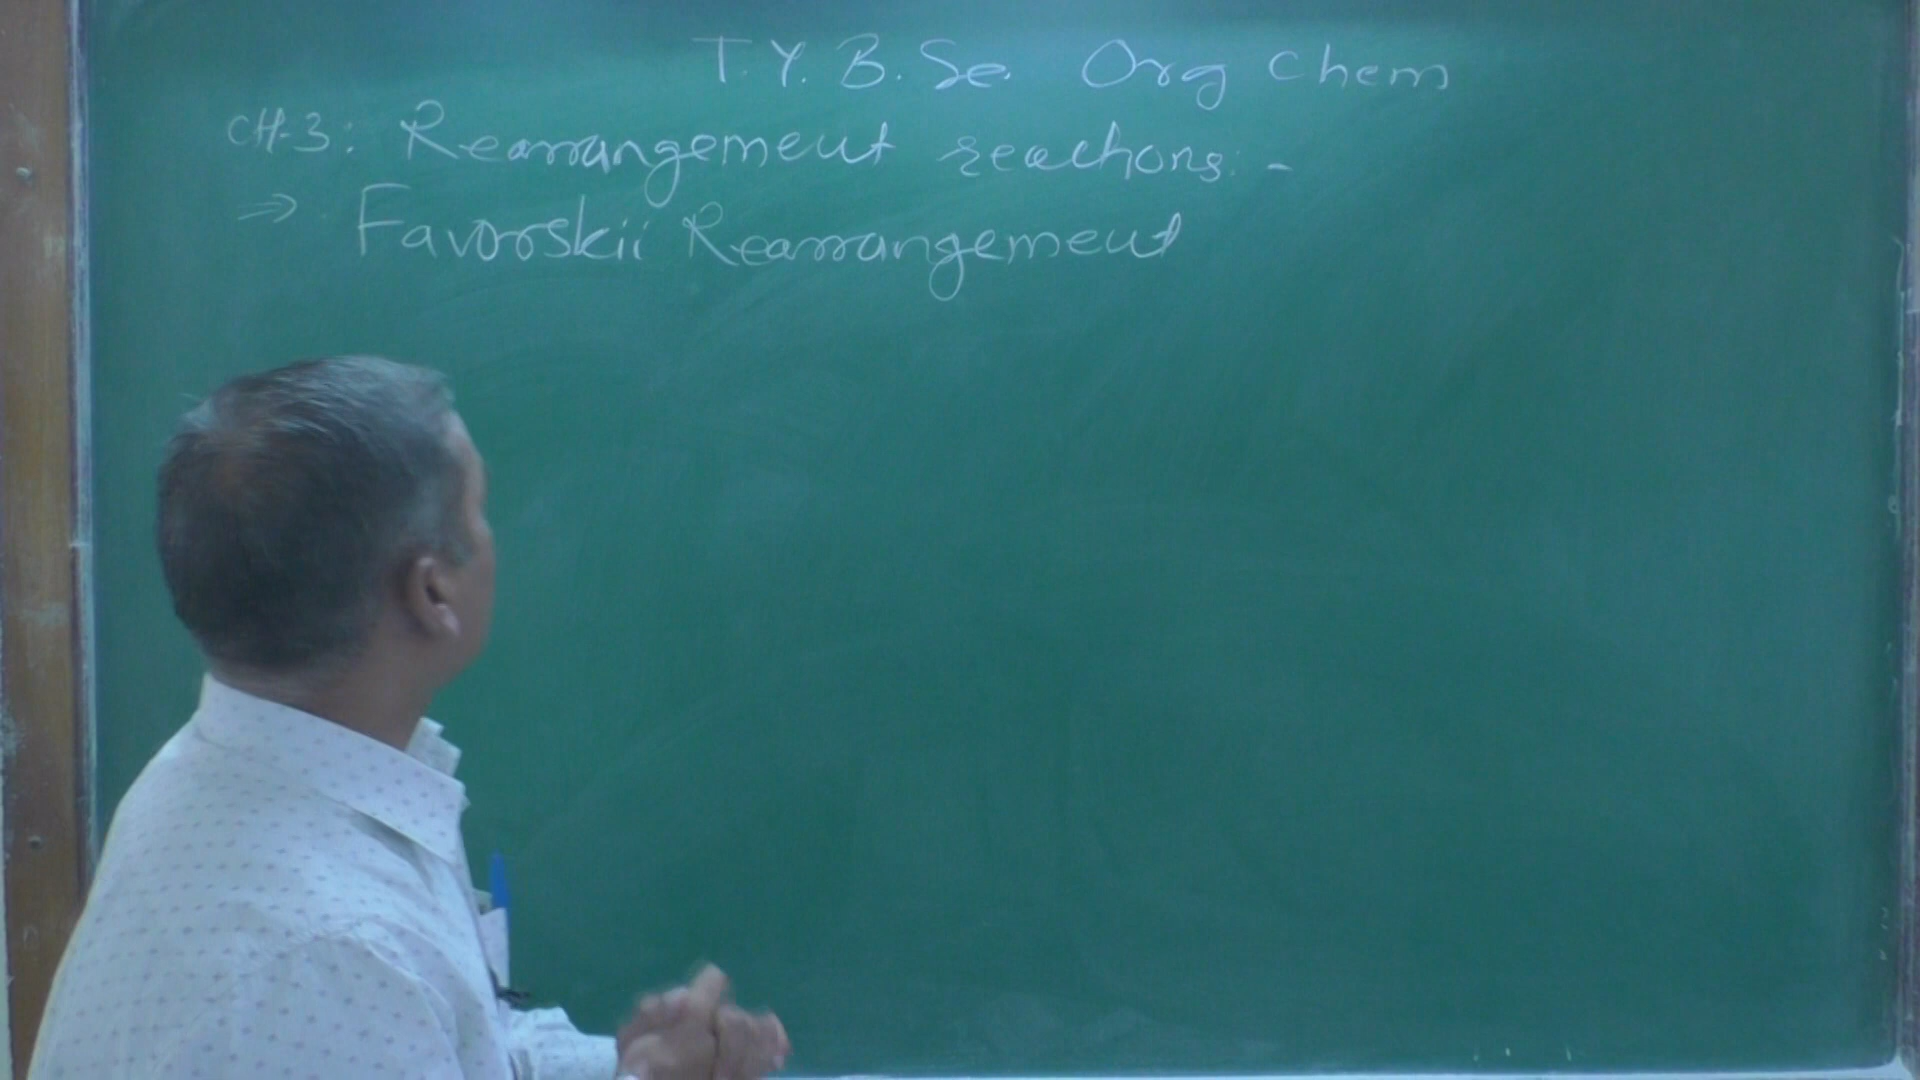 T.Y. B.Sc. Org Chem
CH-3: Rearrangement reactions: -
⇒ Favorskii Rearrangement